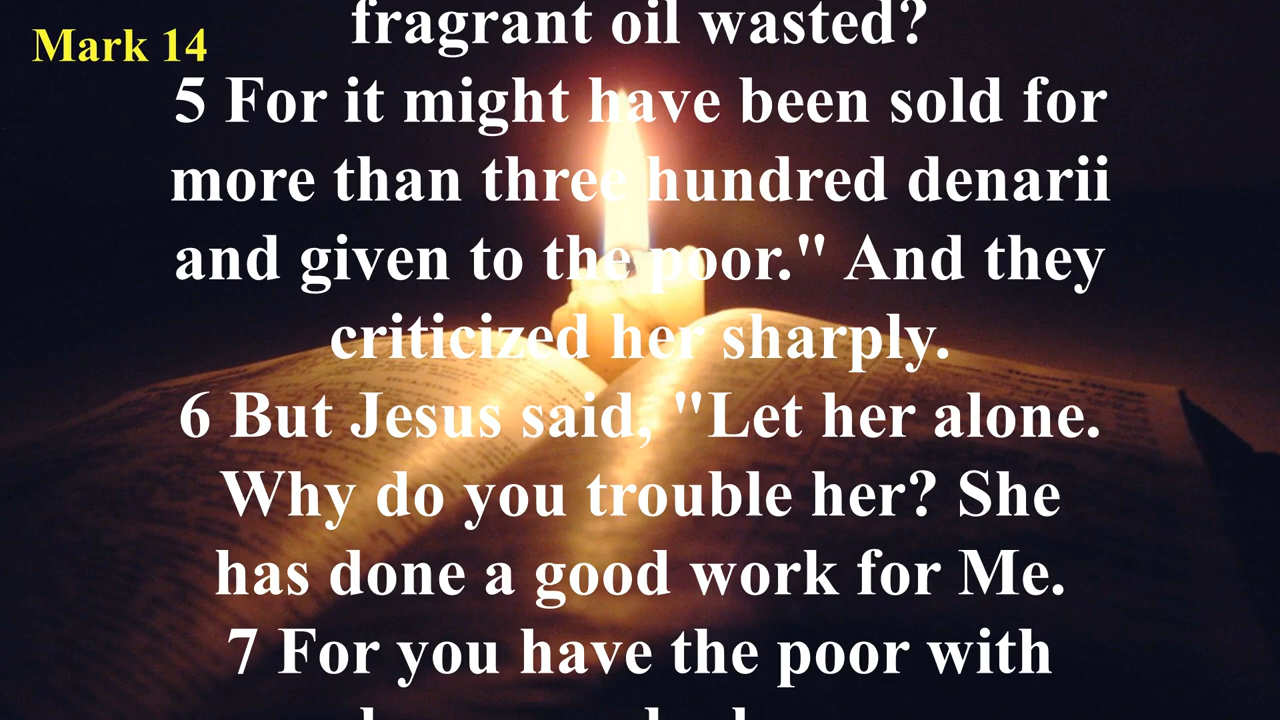 Mark 14
fragrant oil wasted?
5 For it might have been sold for
more than three hundred denarii
and given to the poor." And they
criticized her sharply.
6 But Jesus said, "Let her alone.
Why do you trouble her? She
has done a good work for Me.
7 For you have the poor with